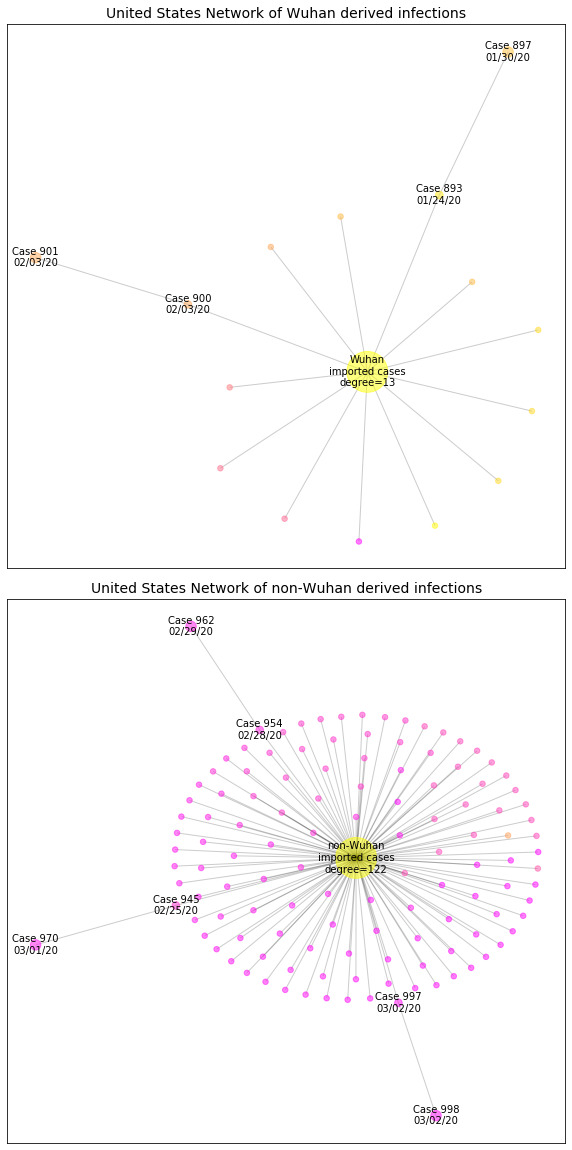 United States Network of Wuhan derived infections
Case 897
01/30/20
Case 893
01/24/20
Case 901
02/03/20
Case 900
02/03/20
Wuhan
imported cases
degree=13
United States Network of non-Wuhan derived infections
Case 962
02/29/20
Case 954
02/28/20
non-Wuhan
imported cases
degree=122
Case 945
02/25/20
Case 970
03/01/20
Case 997
03/02/20
Case 998
03/02/20